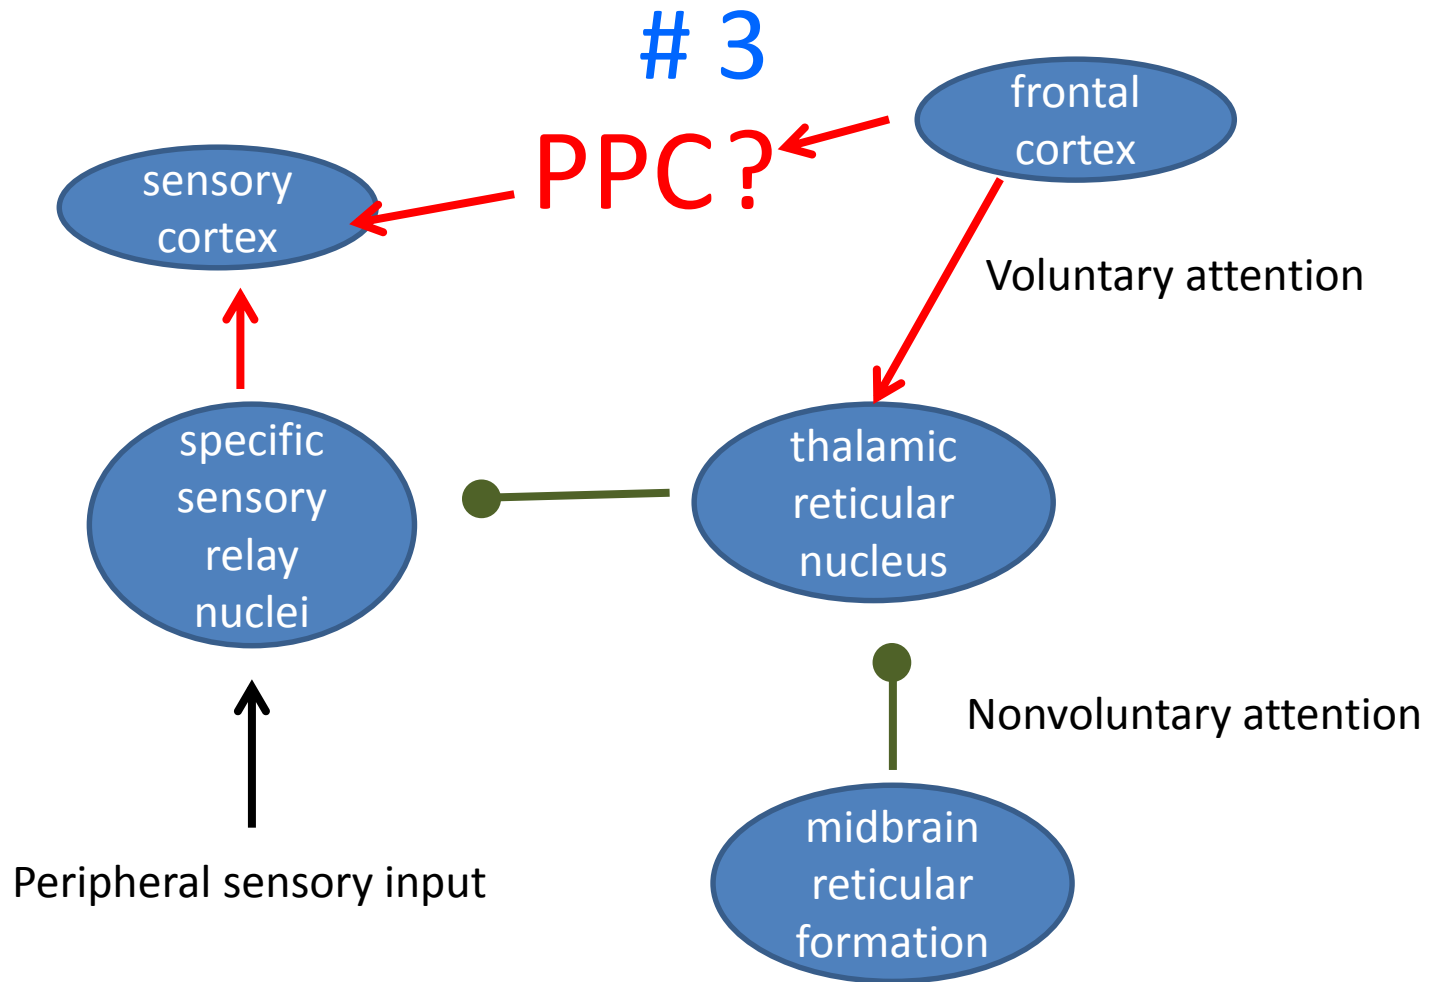 # 3
frontal
cortex
PPC?
sensory
cortex
Voluntary attention
specific
sensory
relay
nuclei
thalamic
reticular
nucleus
Nonvoluntary attention
Peripheral sensory input
midbrain
reticular
formation